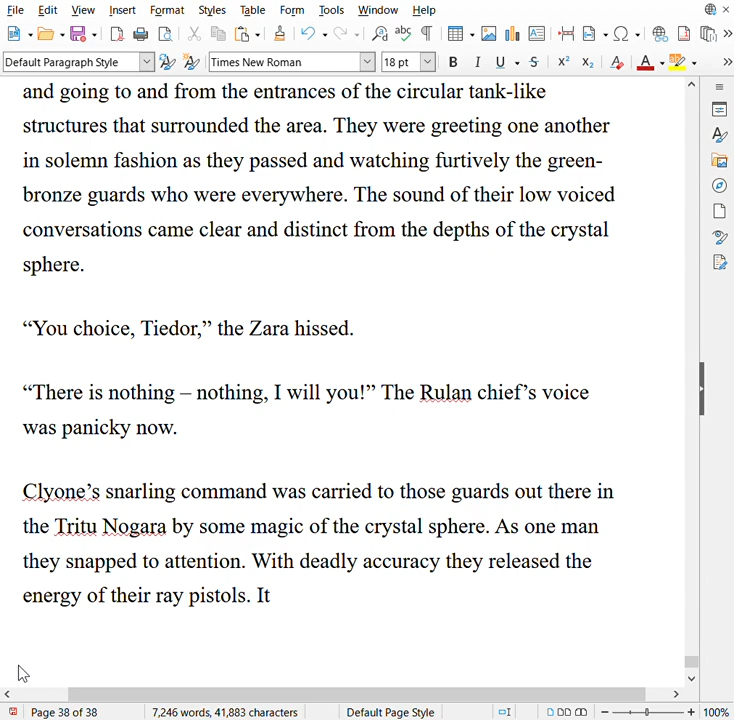 File Edit View Insert Format Styles Table Form Tools Window Help
Default Paragraph Style Times New Roman 18 pt B I U S X² X₂ A
and going to and from the entrances of the circular tank-like
structures that surrounded the area. They were greeting one another
in solemn fashion as they passed and watching furtively the green-
bronze guards who were everywhere. The sound of their low voiced
conversations came clear and distinct from the depths of the crystal
sphere.
“You choice, Tiedor,” the Zara hissed.
“There is nothing – nothing, I will you!” The Rulan chief’s voice
was panicky now.
Clyone’s snarling command was carried to those guards out there in
the Tritu Nogara by some magic of the crystal sphere. As one man
they snapped to attention. With deadly accuracy they released the
energy of their ray pistols. It
Page 38 of 38 7,246 words, 41,883 characters Default Page Style 100%